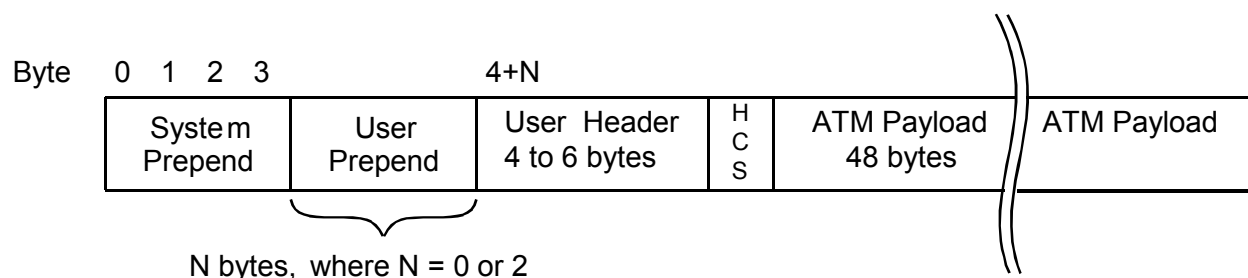 Byte 0 1 2 3 4+N
System Prepend
User Prepend
User Header 4 to 6 bytes
H C S
ATM Payload 48 bytes
ATM Payload
N bytes, where N = 0 or 2